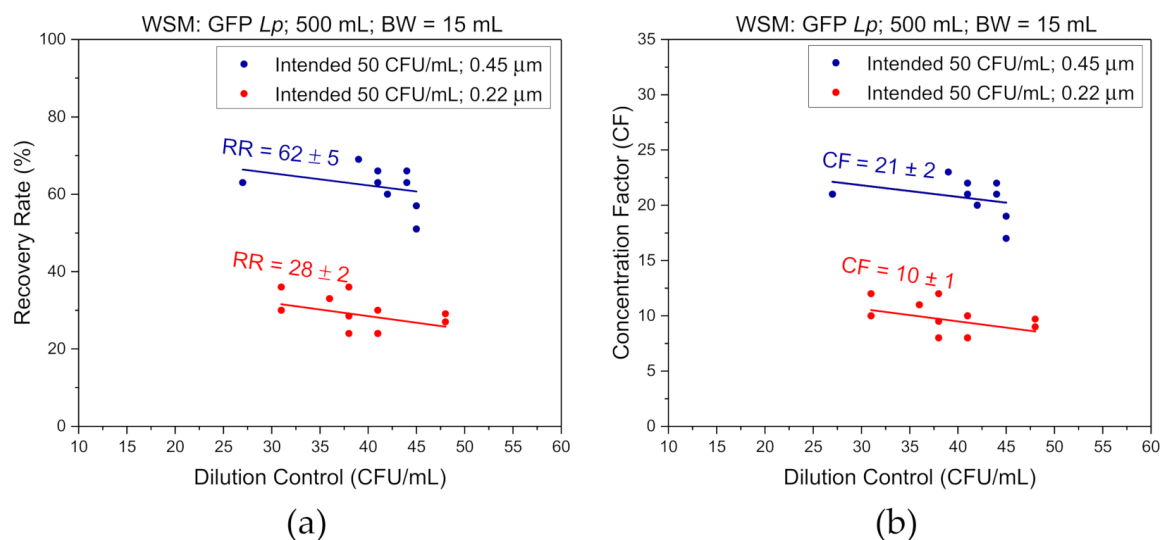 WSM: GFP Lp; 500 mL; BW = 15 mL
Intended 50 CFU/mL; 0.45 µm
Intended 50 CFU/mL; 0.22 µm
RR = 62 ± 5
RR = 28 ± 2
Recovery Rate (%)
100
80
60
40
20
0
10 15 20 25 30 35 40 45 50 55 60
Dilution Control (CFU/mL)
(a)
WSM: GFP Lp; 500 mL; BW = 15 mL
Intended 50 CFU/mL; 0.45 µm
Intended 50 CFU/mL; 0.22 µm
CF = 21 ± 2
CF = 10 ± 1
Concentration Factor (CF)
35
30
25
20
15
10
5
0
10 15 20 25 30 35 40 45 50 55 60
Dilution Control (CFU/mL)
(b)